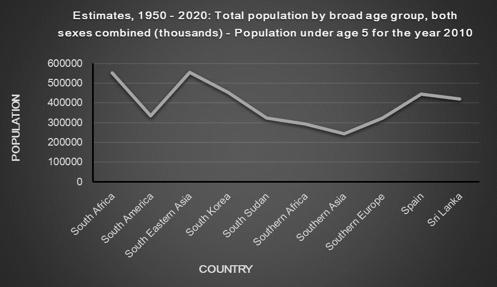 Estimates, 1950 - 2020: Total population by broad age group, both
sexes combined (thousands) - Population under age 5 for the year 2010
600000
500000
400000
300000
200000
100000
0
POPULATION
South Africa
South America
South Eastern Asia
South Korea
South Sudan
Southern Africa
Southern Asia
Southern Europe
Spain
Sri Lanka
COUNTRY